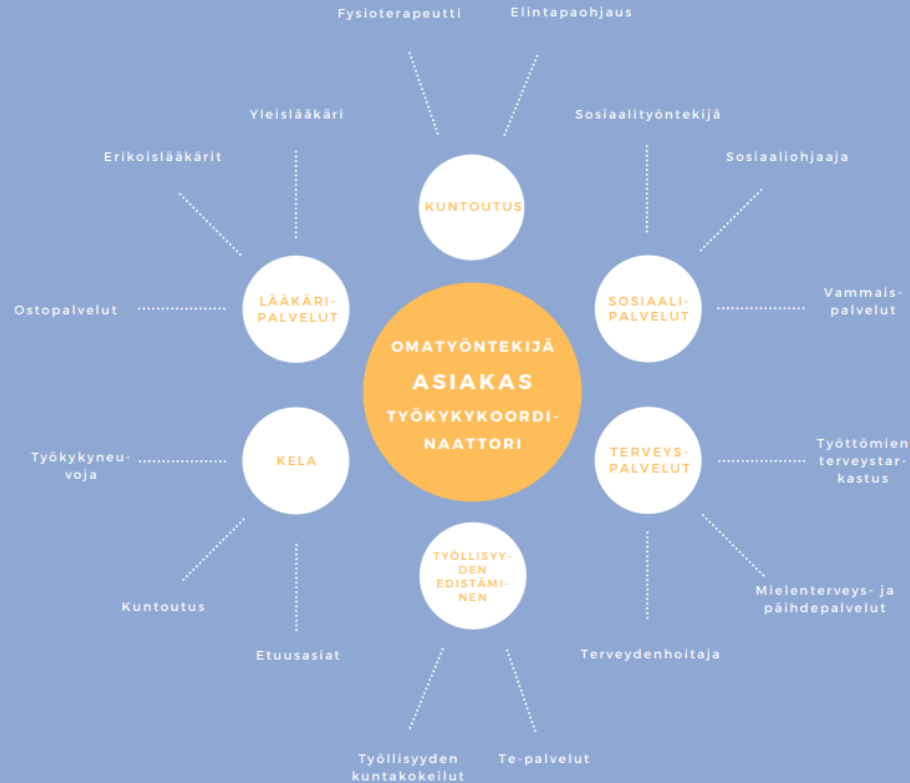 Fysioterapeutti
Elintapaohjaus
Yleislääkäri
Sosiaalityöntekijä
Erikoislääkärit
Sosiaaliohjaaja
KUNTOUTUS
LÄÄKÄRI-
PALVELUT
SOSIAALI-
PALVELUT
Ostopalvelut
Vammais-
palvelut
OMATYÖNTEKIJÄ
ASIAKAS
TYÖKYKYKOORDI-
NAATTORI
Työkykyneu-
voja
KELA
TERVEYS-
PALVELUT
Työttömien
terveystar-
kastus
TYÖLLISYY-
DEN
EDISTÄMI-
NEN
Kuntoutus
Mielenterveys- ja
päihdepalvelut
Etuusasiat
Terveydenhoitaja
Työllisyyden
kuntakokeilut
Te-palvelut